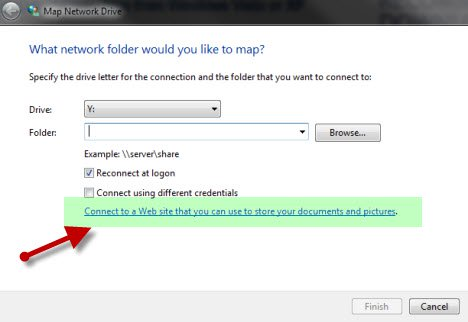 Map Network Drive
What network folder would you like to map?
Specify the drive letter for the connection and the folder that you want to connect to:
Drive: Y:
Folder: Browse...
Example: \\server\share
Reconnect at logon
Connect using different credentials
Connect to a Web site that you can use to store your documents and pictures.
Finish Cancel